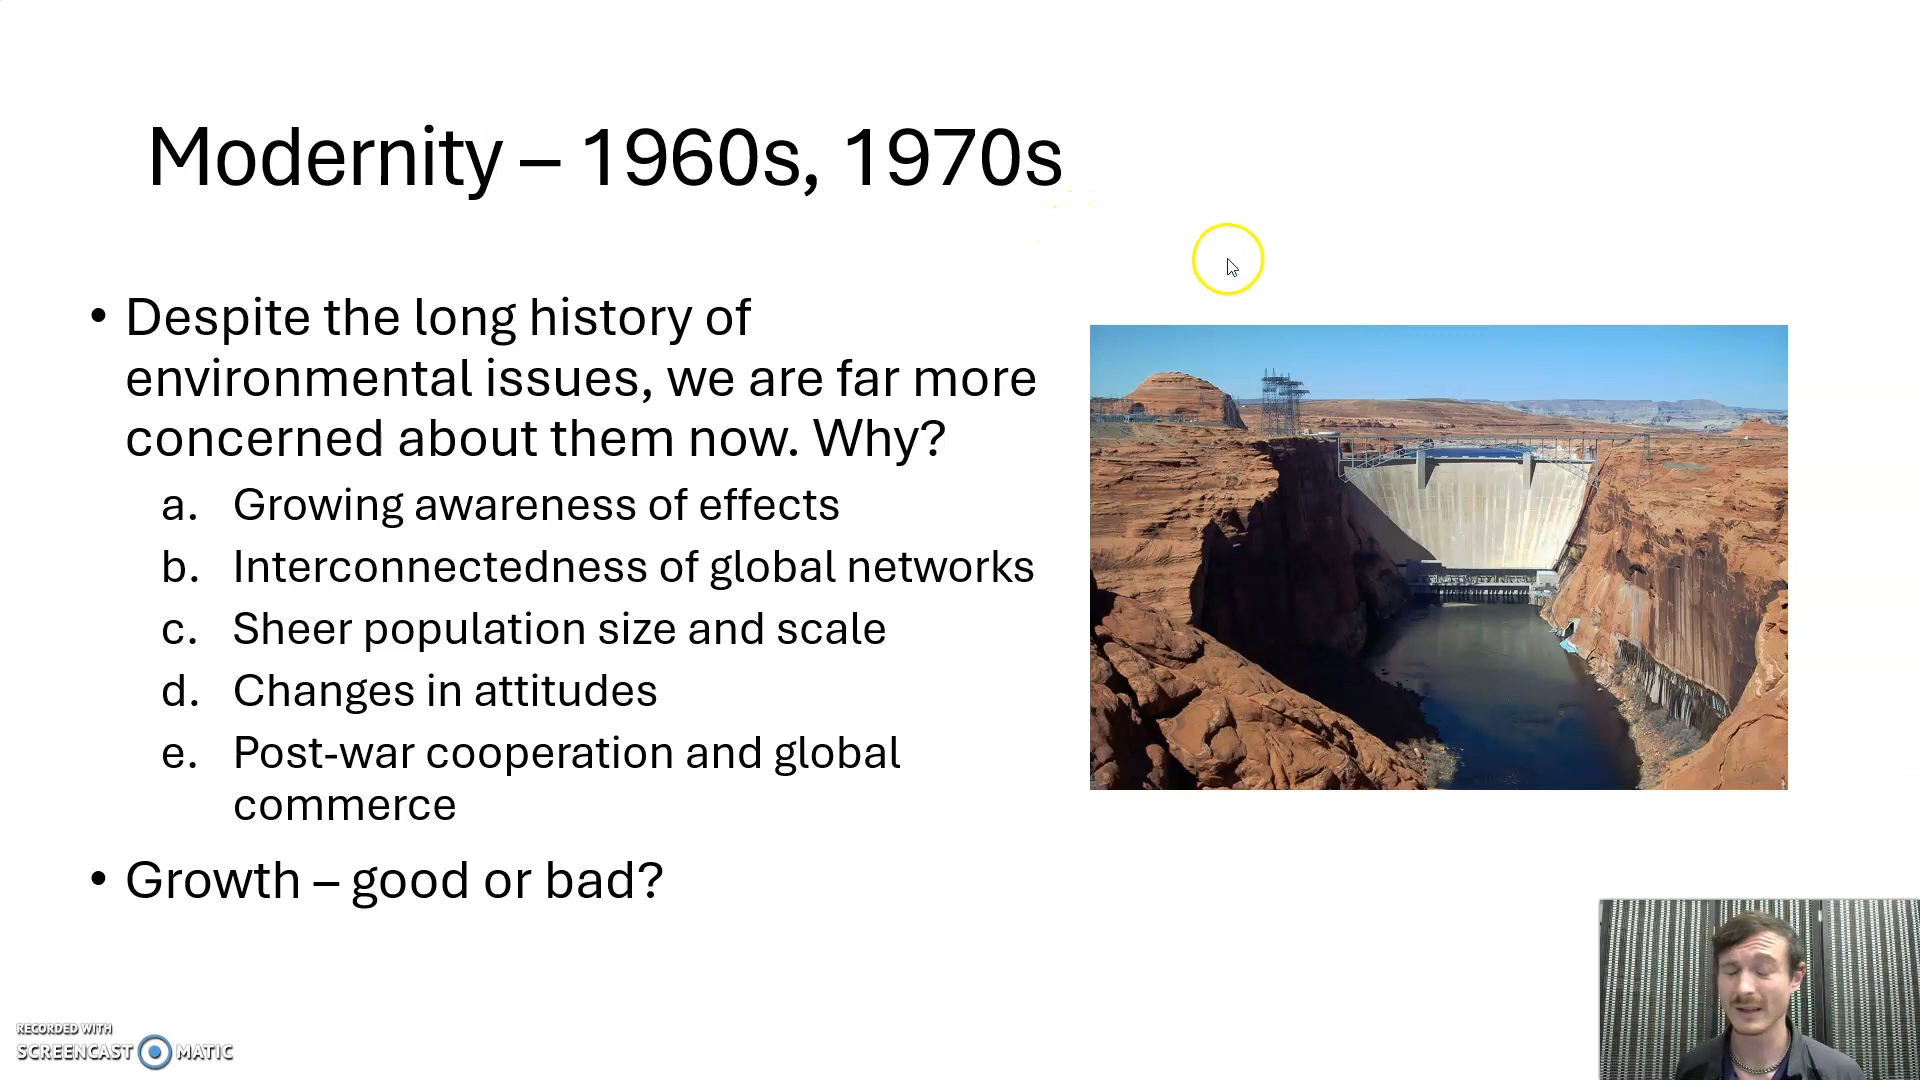 Modernity – 1960s, 1970s
• Despite the long history of
environmental issues, we are far more
concerned about them now. Why?
a. Growing awareness of effects
b. Interconnectedness of global networks
c. Sheer population size and scale
d. Changes in attitudes
e. Post-war cooperation and global
commerce
• Growth – good or bad?
RECORDED WITH
SCREENCAST MATIC